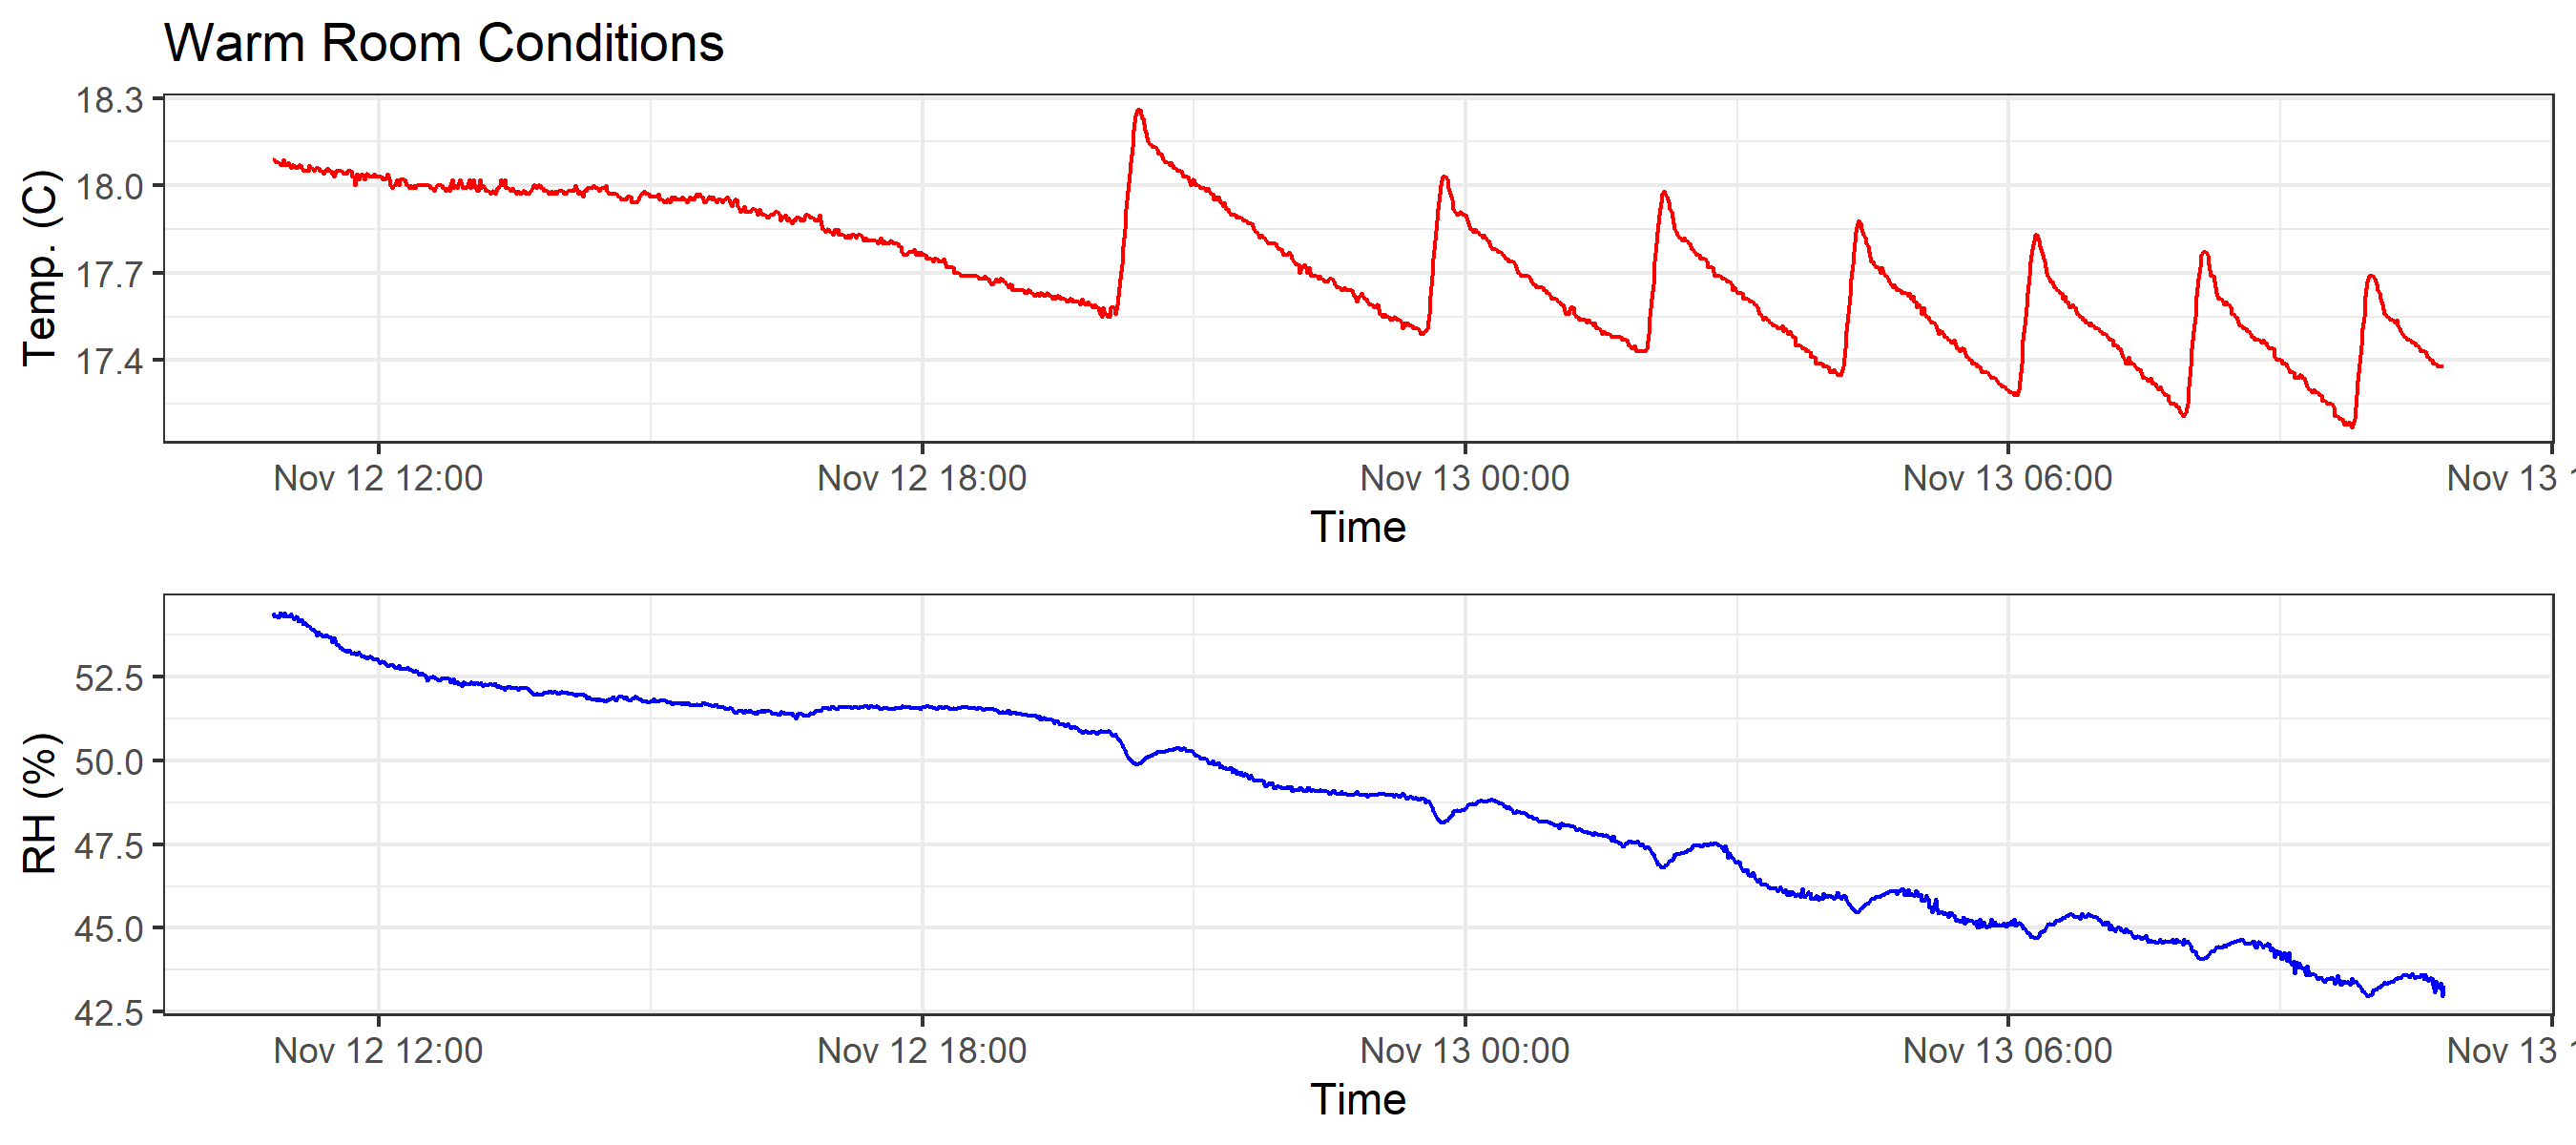 Warm Room Conditions
Temp. (C)
18.3
18.0
17.7
17.4
Nov 12 12:00 Nov 12 18:00 Nov 13 00:00 Nov 13 06:00 Nov 13 1
Time
RH (%)
52.5
50.0
47.5
45.0
42.5
Nov 12 12:00 Nov 12 18:00 Nov 13 00:00 Nov 13 06:00 Nov 13 1
Time